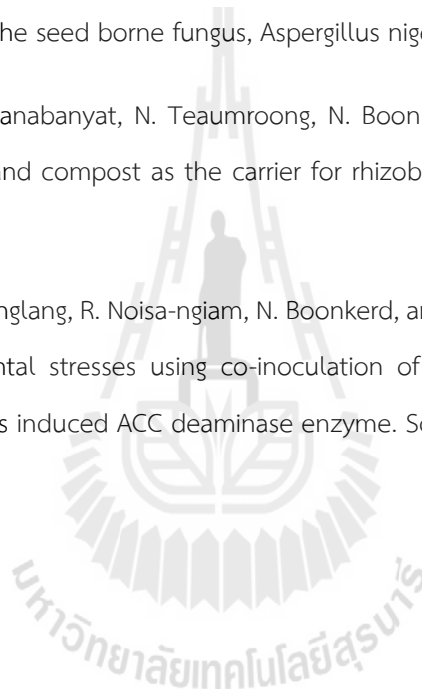 he seed borne fungus, Aspergillus nige
anabanyat, N. Teaumroong, N. Boon
and compost as the carrier for rhizob
nglang, R. Noisa-ngiam, N. Boonkerd, ar
ntal stresses using co-inoculation of
s induced ACC deaminase enzyme. So
มหาวิทยาลัยเทคโนโลยีสุรนารี